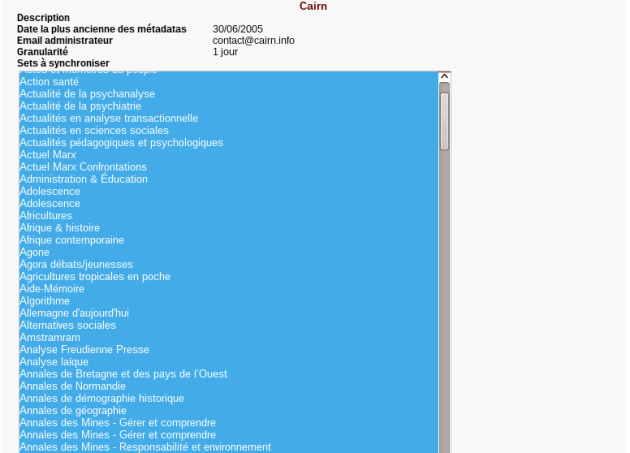 Cairn
Description
Date la plus ancienne des métadatas 30/06/2005
Email administrateur contact@cairn.info
Granularité 1 jour
Sets à synchroniser
Actes et mémoires du peuple
Action santé
Actualité de la psychanalyse
Actualité de la psychiatrie
Actualités en analyse transactionnelle
Actualités en sciences sociales
Actualités pédagogiques et psychologiques
Actuel Marx
Actuel Marx Confrontations
Administration & Éducation
Adolescence
Adolescence
Africultures
Afrique & histoire
Afrique contemporaine
Agone
Agora débats/jeunesses
Agricultures tropicales en poche
Aide-Mémoire
Algorithme
Allemagne d'aujourd'hui
Alternatives sociales
Amstramram
Analyse Freudienne Presse
Analyse laïque
Annales de Bretagne et des pays de l'Ouest
Annales de Normandie
Annales de démographie historique
Annales de géographie
Annales des Mines - Gérer et comprendre
Annales des Mines - Gérer et comprendre
Annales des Mines - Responsabilité et environnement